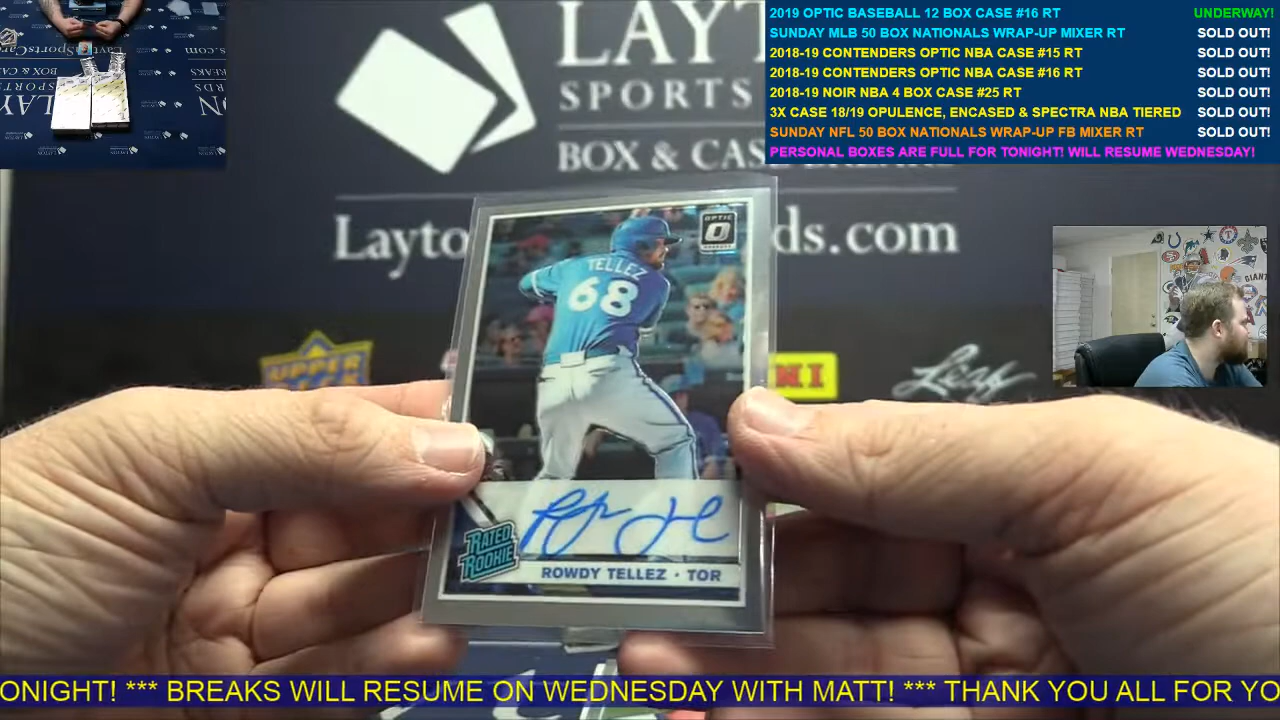 2019 OPTIC BASEBALL 12 BOX CASE #16 RT UNDERWAY!
SUNDAY MLB 50 BOX NATIONALS WRAP-UP MIXER RT SOLD OUT!
2018-19 CONTENDERS OPTIC NBA CASE #15 RT SOLD OUT!
2018-19 CONTENDERS OPTIC NBA CASE #16 RT SOLD OUT!
2018-19 NOIR NBA 4 BOX CASE #25 RT SOLD OUT!
3X CASE 18/19 OPULENCE, ENCASED & SPECTRA NBA TIERED SOLD OUT!
SUNDAY NFL 50 BOX NATIONALS WRAP-UP FB MIXER RT SOLD OUT!
PERSONAL BOXES ARE FULL FOR TONIGHT! WILL RESUME WEDNESDAY!
LAYT
SPORTS
BOX & CAS
Layto ds.com
UPPER
NI
Leaf
OPTIC
TELLEZ
68
RATED
ROOKIE
ROWDY TELLEZ · TOR
ONIGHT! *** BREAKS WILL RESUME ON WEDNESDAY WITH MATT! *** THANK YOU ALL FOR YO